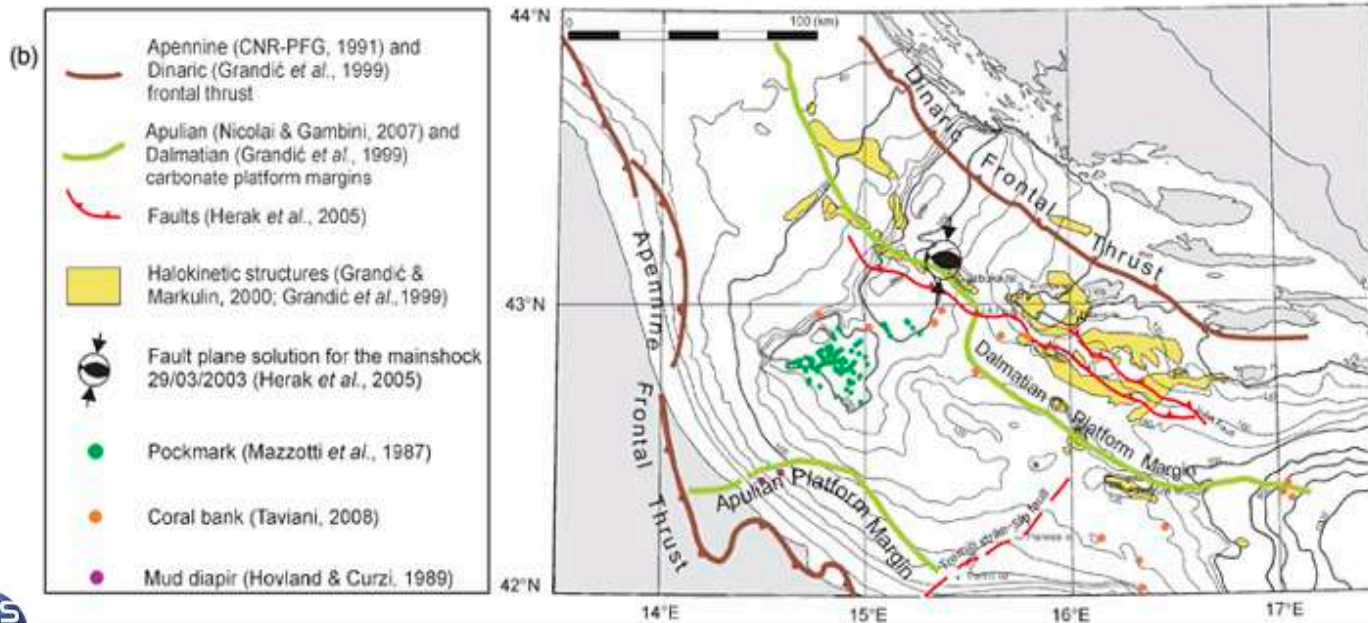 (b)
Apennine (CNR-PFG, 1991) and
Dinaric (Grandić et al., 1999)
frontal thrust
Apulian (Nicolai & Gambini, 2007) and
Dalmatian (Grandić et al., 1999)
carbonate platform margins
Faults (Herak et al., 2005)
Halokinetic structures (Grandić &
Markulin, 2000; Grandić et al., 1999)
Fault plane solution for the mainshock
29/03/2003 (Herak et al., 2005)
Pockmark (Mazzotti et al., 1987)
Coral bank (Taviani, 2008)
Mud diapir (Hovland & Curzi, 1989)
44°N
0
100 (km)
Dinaric Frontal Thrust
Apennine Frontal Thrust
43°N
Dalmatian Platform Margin
Apulian Platform Margin
strike-slip fault
42°N
14°E
15°E
16°E
17°E
S